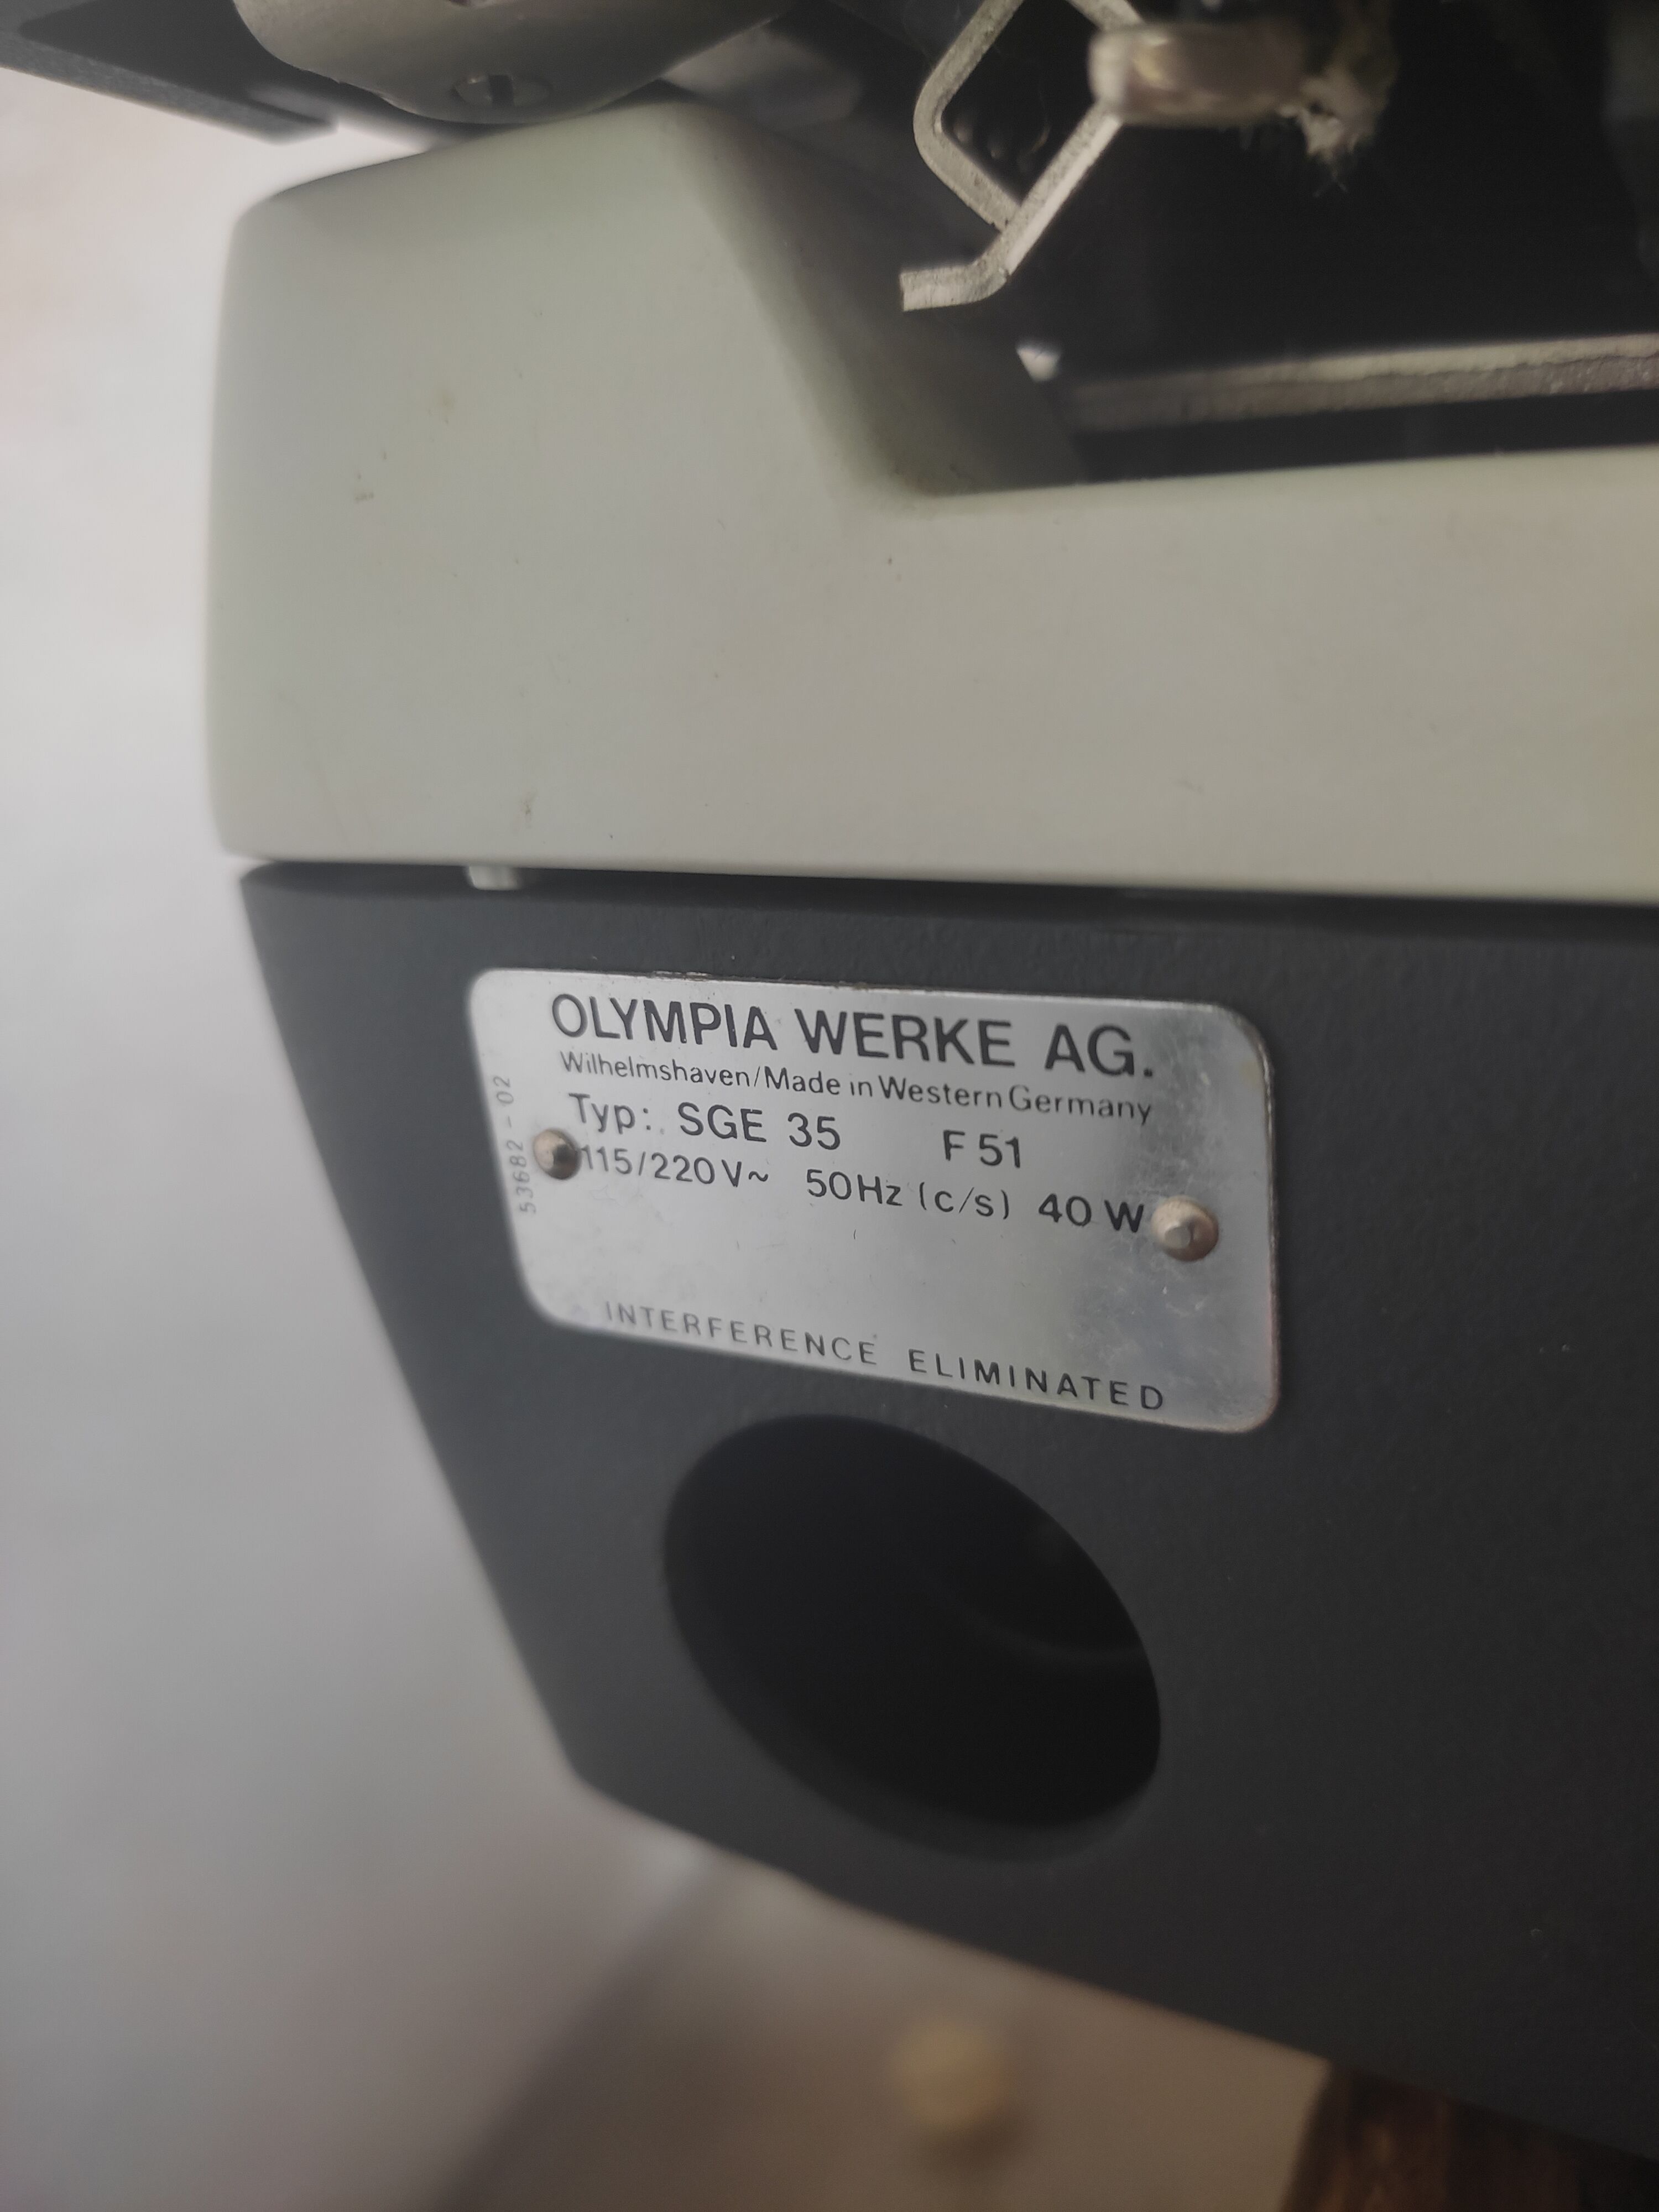 OLYMPIA WERKE AG.
Wilhelmshaven/Made in Western Germany
Typ: SGE 35 F 51
115/220 V~ 50Hz (c/s) 40 W
INTERFERENCE ELIMINATED
53682-02